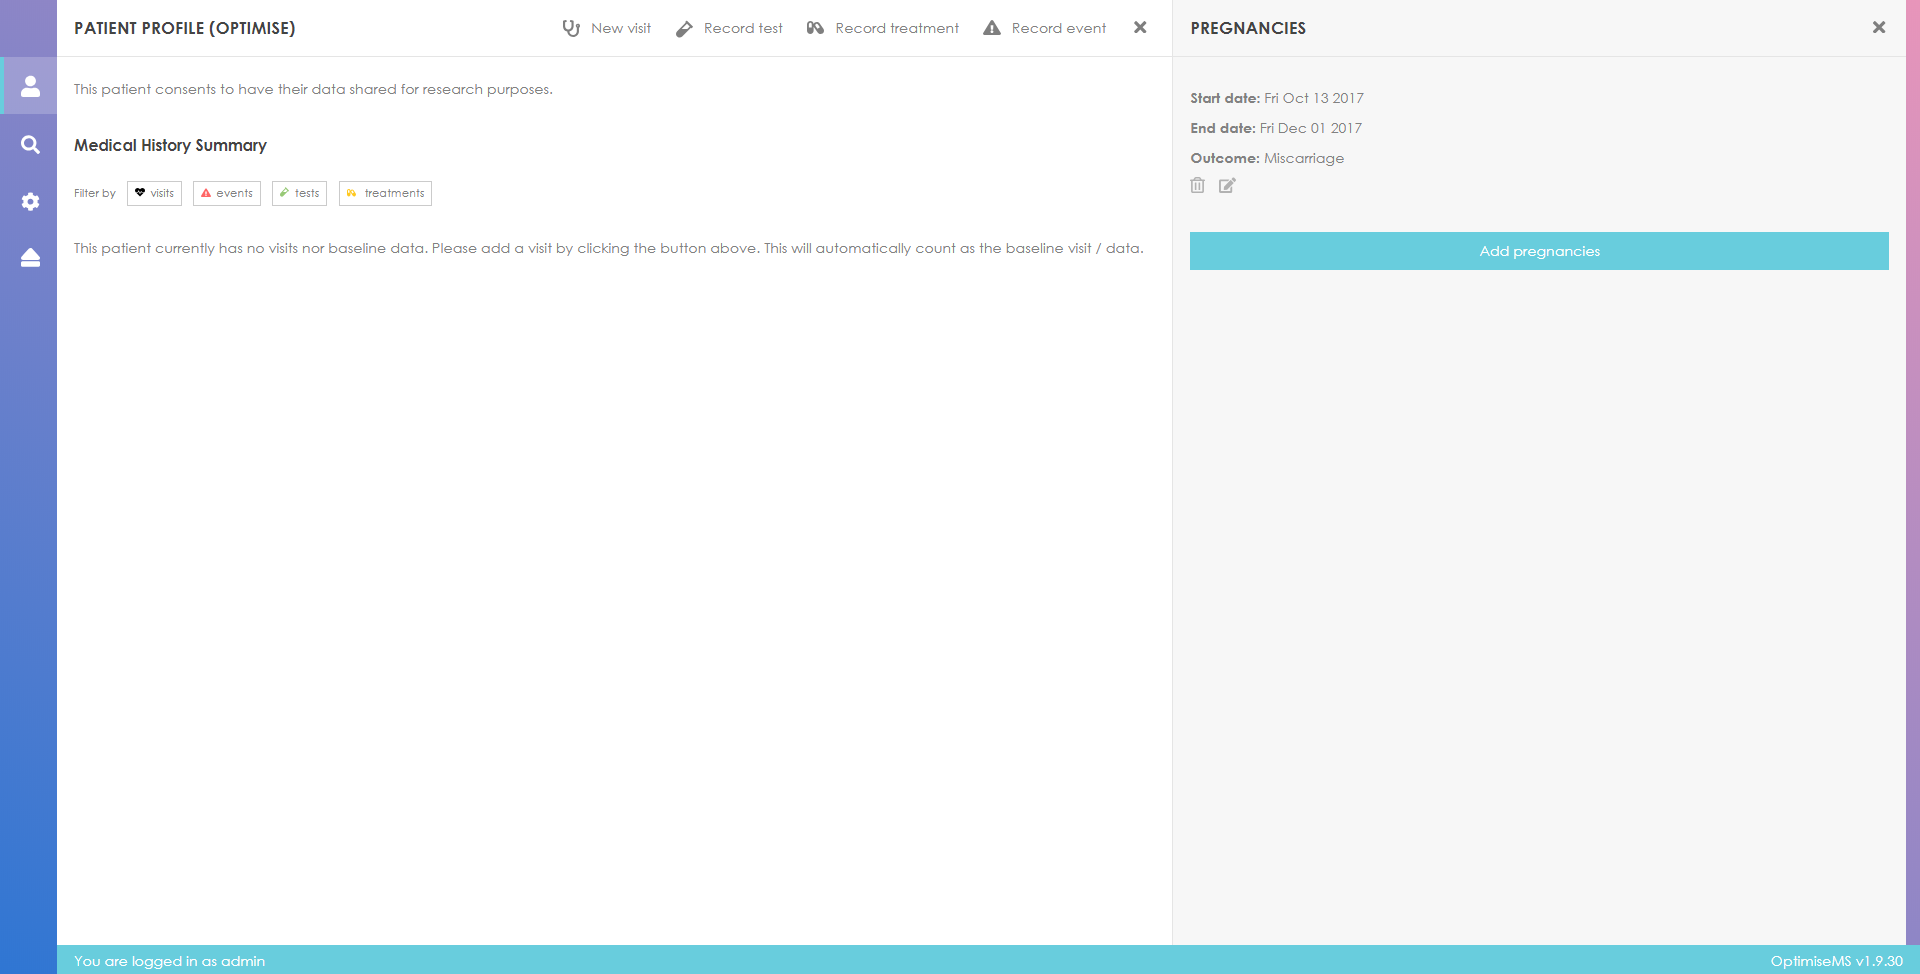 PATIENT PROFILE (OPTIMISE)
New visit
Record test
Record treatment
Record event
This patient consents to have their data shared for research purposes.
Medical History Summary
Filter by
visits
events
tests
treatments
This patient currently has no visits nor baseline data. Please add a visit by clicking the button above. This will automatically count as the baseline visit / data.
PREGNANCIES
Start date: Fri Oct 13 2017
End date: Fri Dec 01 2017
Outcome: Miscarriage
Add pregnancies
You are logged in as admin
OptimiseMS v1.9.30